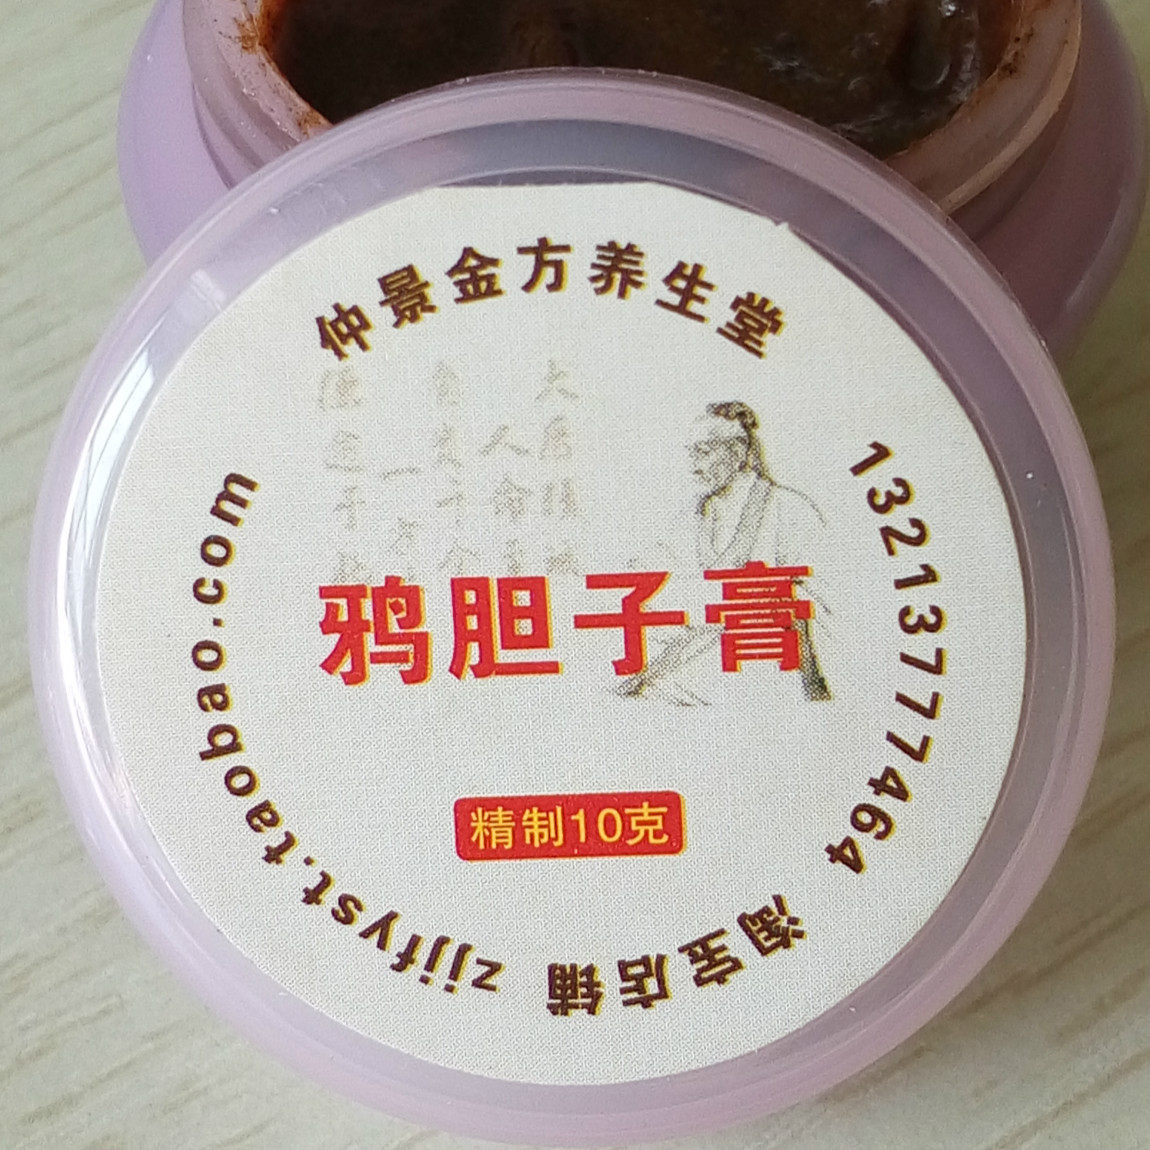 仲景金方养生堂
鸦胆子膏
精制10克
13213777464
淘宝店铺 zjjfyst.taobao.com